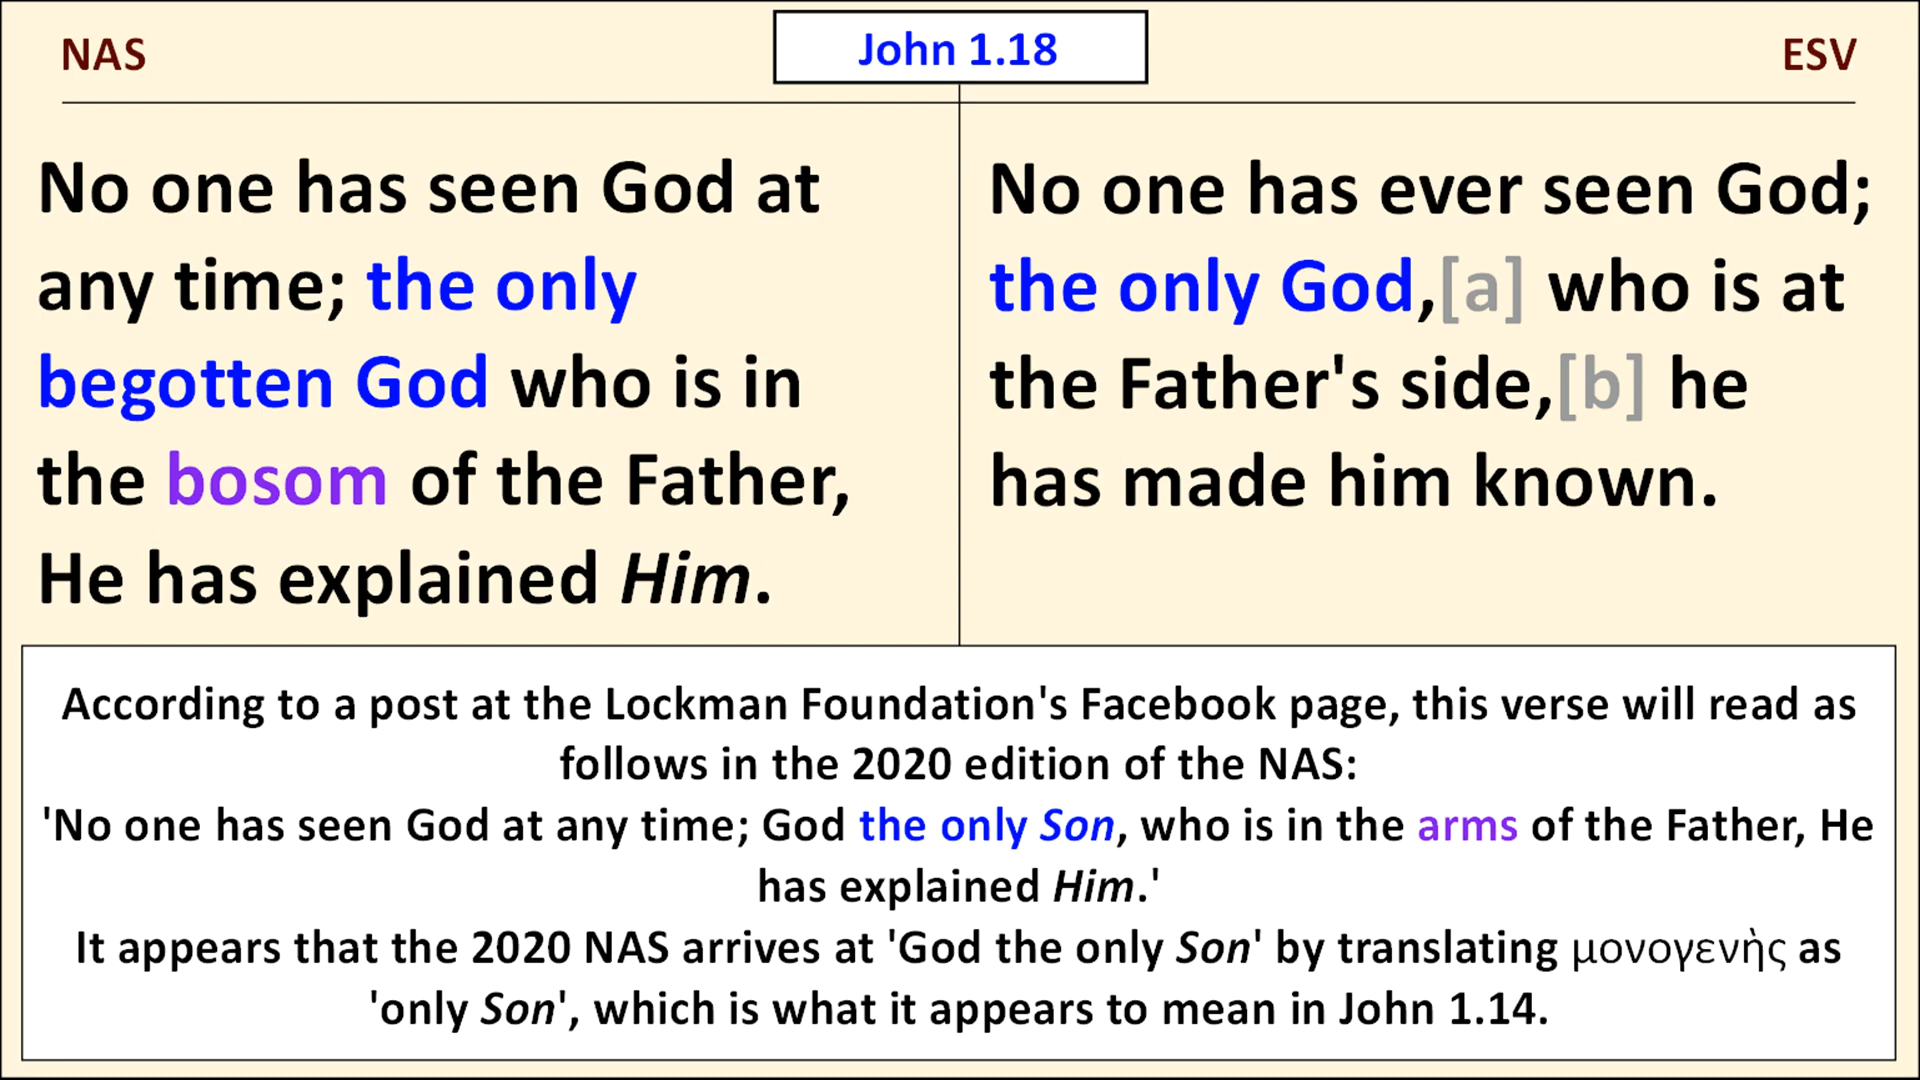 NAS
John 1.18
ESV
No one has seen God at
any time; the only
begotten God who is in
the bosom of the Father,
He has explained Him.
No one has ever seen God;
the only God,[a] who is at
the Father's side,[b] he
has made him known.
According to a post at the Lockman Foundation's Facebook page, this verse will read as
follows in the 2020 edition of the NAS:
'No one has seen God at any time; God the only Son, who is in the arms of the Father, He
has explained Him.'
It appears that the 2020 NAS arrives at 'God the only Son' by translating μονογενὴς as
'only Son', which is what it appears to mean in John 1.14.